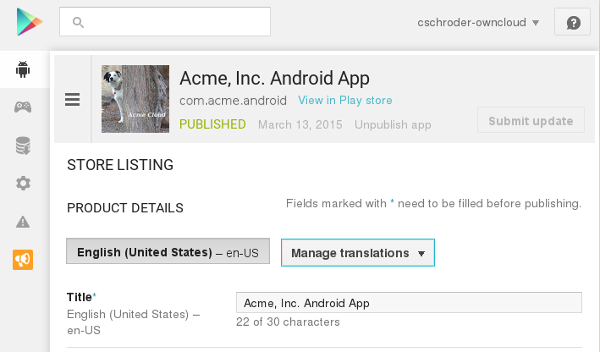 cschroder-owncloud
Acme, Inc. Android App
com.acme.android View in Play store
Acme Cloud
PUBLISHED March 13, 2015 Unpublish app
Submit update
STORE LISTING
PRODUCT DETAILS
Fields marked with * need to be filled before publishing.
English (United States) – en-US
Manage translations
Title*
Acme, Inc. Android App
English (United States) –
en-US
22 of 30 characters